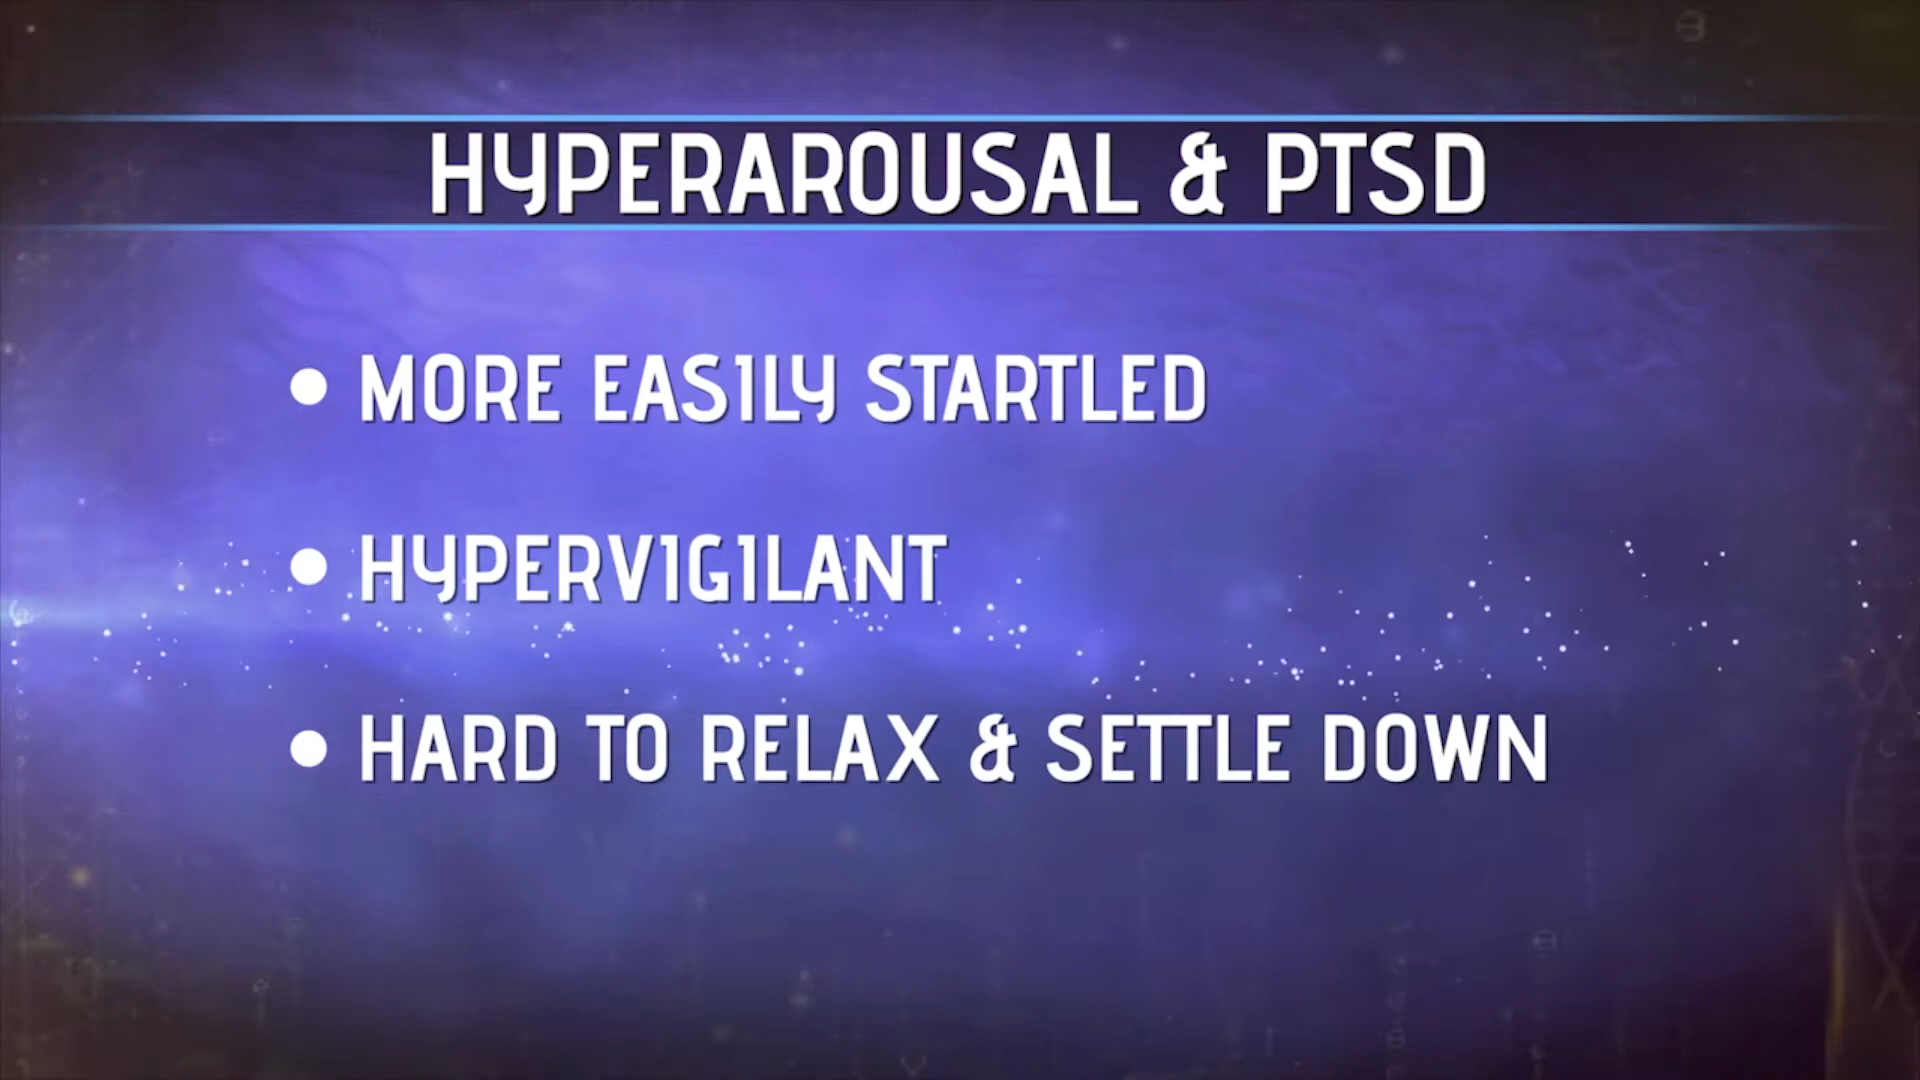 HYPERAROUSAL & PTSD
• MORE EASILY STARTLED
• HYPERVIGILANT
• HARD TO RELAX & SETTLE DOWN